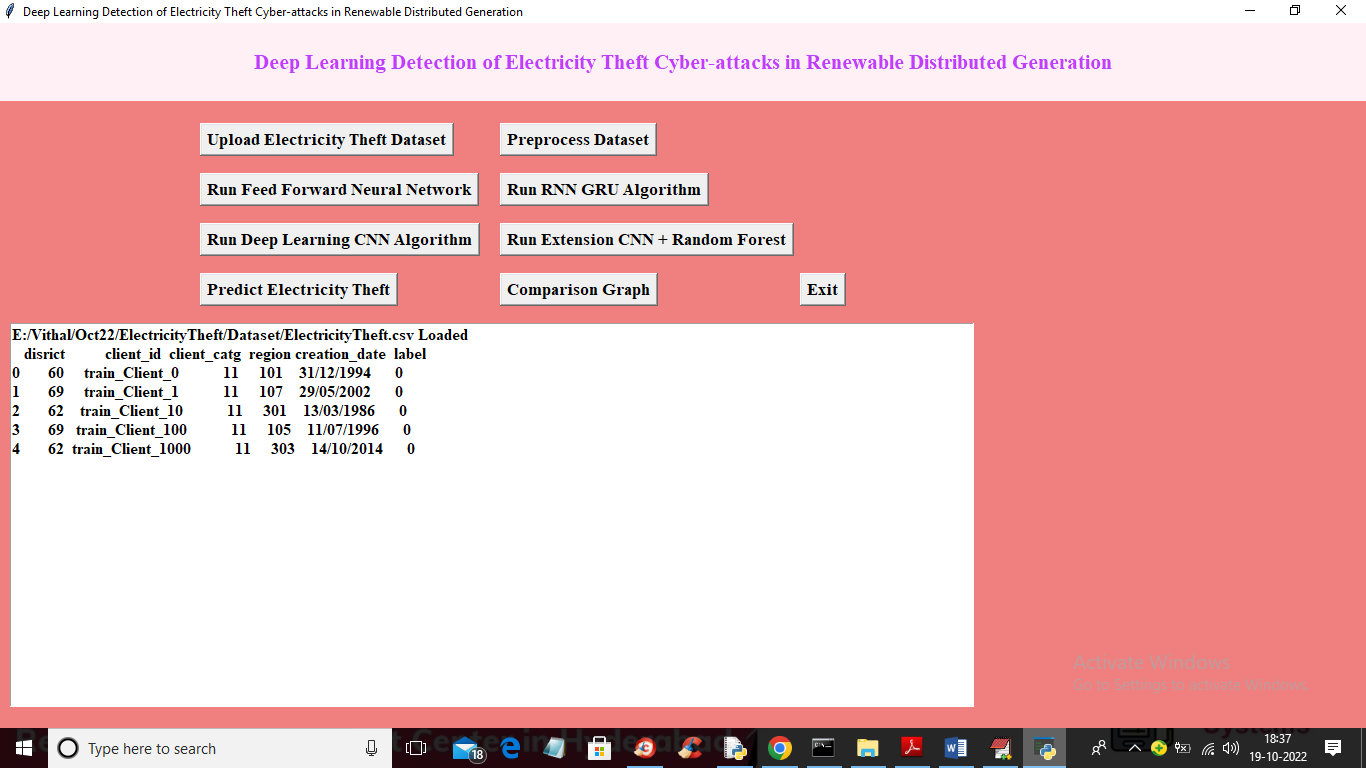 Deep Learning Detection of Electricity Theft Cyber-attacks in Renewable Distributed Generation
Deep Learning Detection of Electricity Theft Cyber-attacks in Renewable Distributed Generation
Upload Electricity Theft Dataset
Preprocess Dataset
Run Feed Forward Neural Network
Run RNN GRU Algorithm
Run Deep Learning CNN Algorithm
Run Extension CNN + Random Forest
Predict Electricity Theft
Comparison Graph
Exit
E:/Vithal/Oct22/ElectricityTheft/Dataset/ElectricityTheft.csv Loaded
disrict client_id client_catg region creation_date label
0 60 train_Client_0 11 101 31/12/1994 0
1 69 train_Client_1 11 107 29/05/2002 0
2 62 train_Client_10 11 301 13/03/1986 0
3 69 train_Client_100 11 105 11/07/1996 0
4 62 train_Client_1000 11 303 14/10/2014 0
Activate Windows
Go to Settings to activate Windows.
Type here to search
18
18:37
19-10-2022